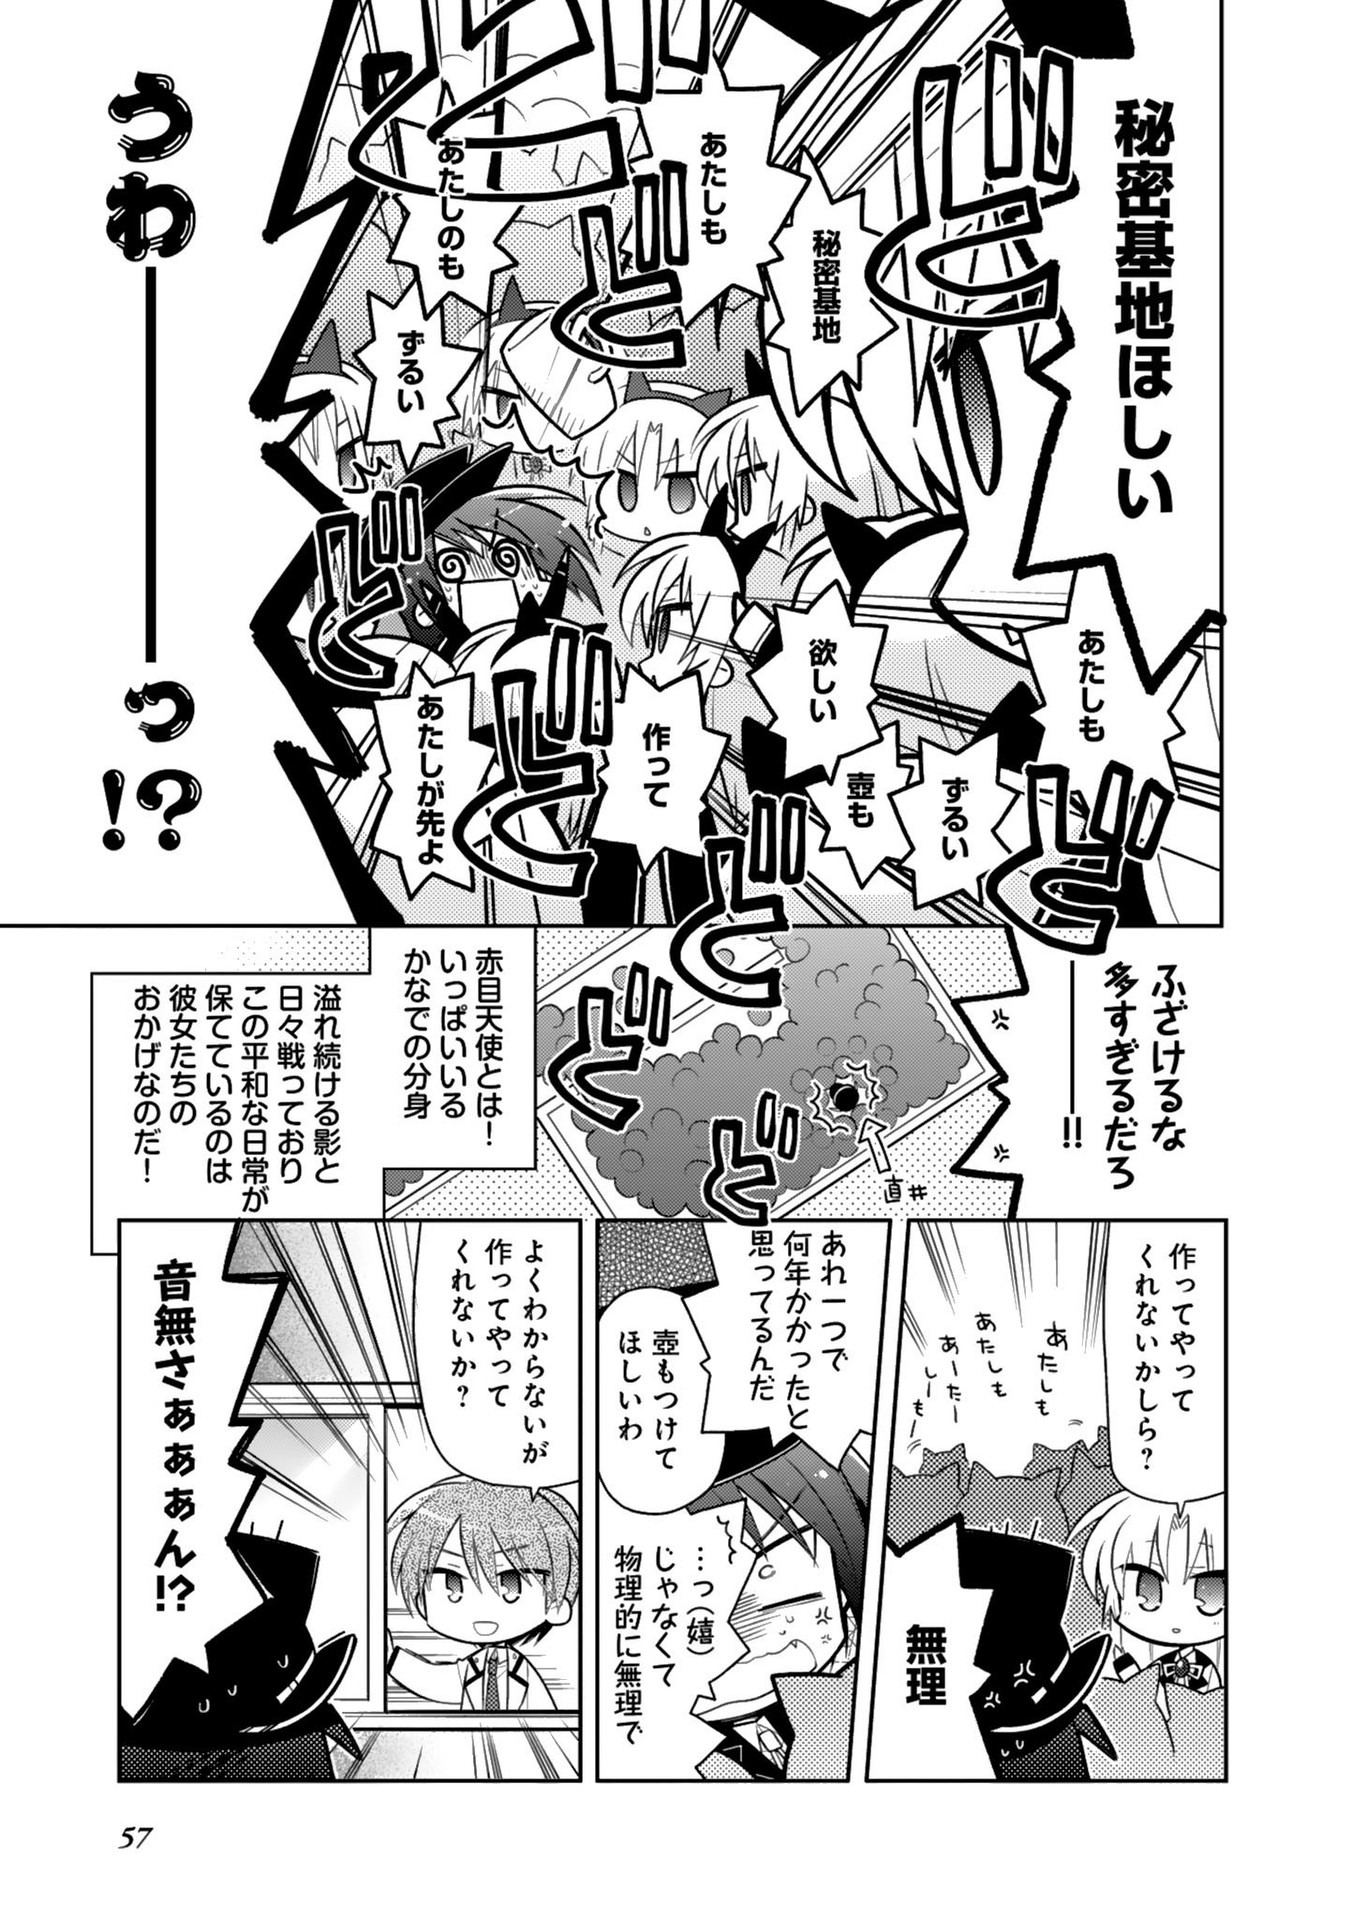 秘密基地ほしい
秘密基地
あたしも
あたしのも
ずるい
うわ――っ!?
あたしも
ずるい
壺も
欲しい
作って
あたしが先よ
ドドド
ド
ド
ド
ド
ド
ド
ド
ふざけるな
多すぎるだろ
――!!
直井
赤目天使とは!
いっぱいいる
かなでの分身
溢れ続ける影と
日々戦っており
この平和な日常が
保てているのは
彼女たちの
おかげなのだ!
作ってやって
くれないかしら?
あたしも
あたしも
あーたー
しーもー
無理
あれ一つで
何年かかったと
思ってるんだ
壺もつけて
ほしいわ
…っ(嬉)
じゃなくて
物理的に無理で
よくわからないが
作ってやって
くれないか?
音無さぁぁぁん!?
57